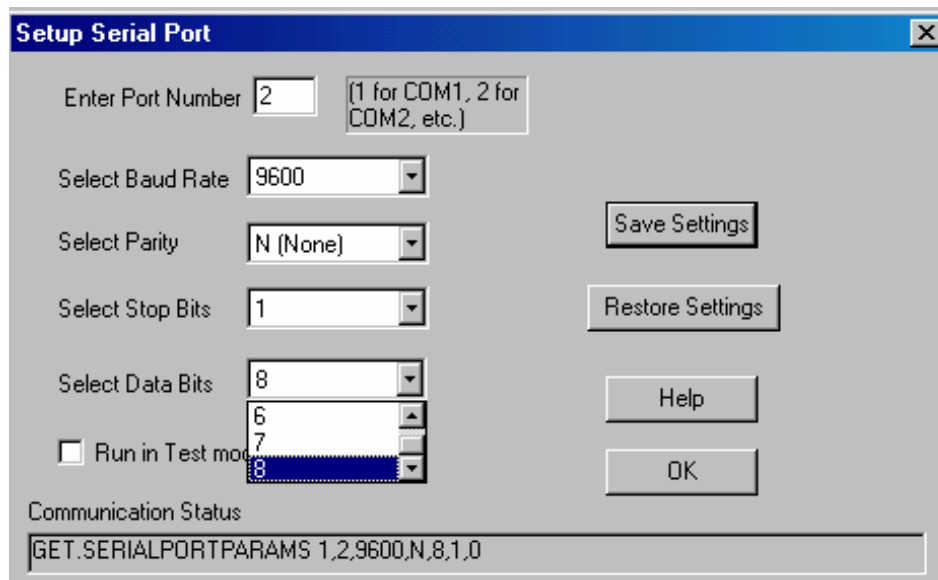 Setup Serial Port
Enter Port Number 2 (1 for COM1, 2 for
COM2, etc.)
Select Baud Rate 9600
Select Parity N (None)
Save Settings
Select Stop Bits 1
Restore Settings
Select Data Bits 8
6
7
8
Help
Run in Test mo
OK
Communication Status
GET.SERIALPORTPARAMS 1,2,9600,N,8,1,0